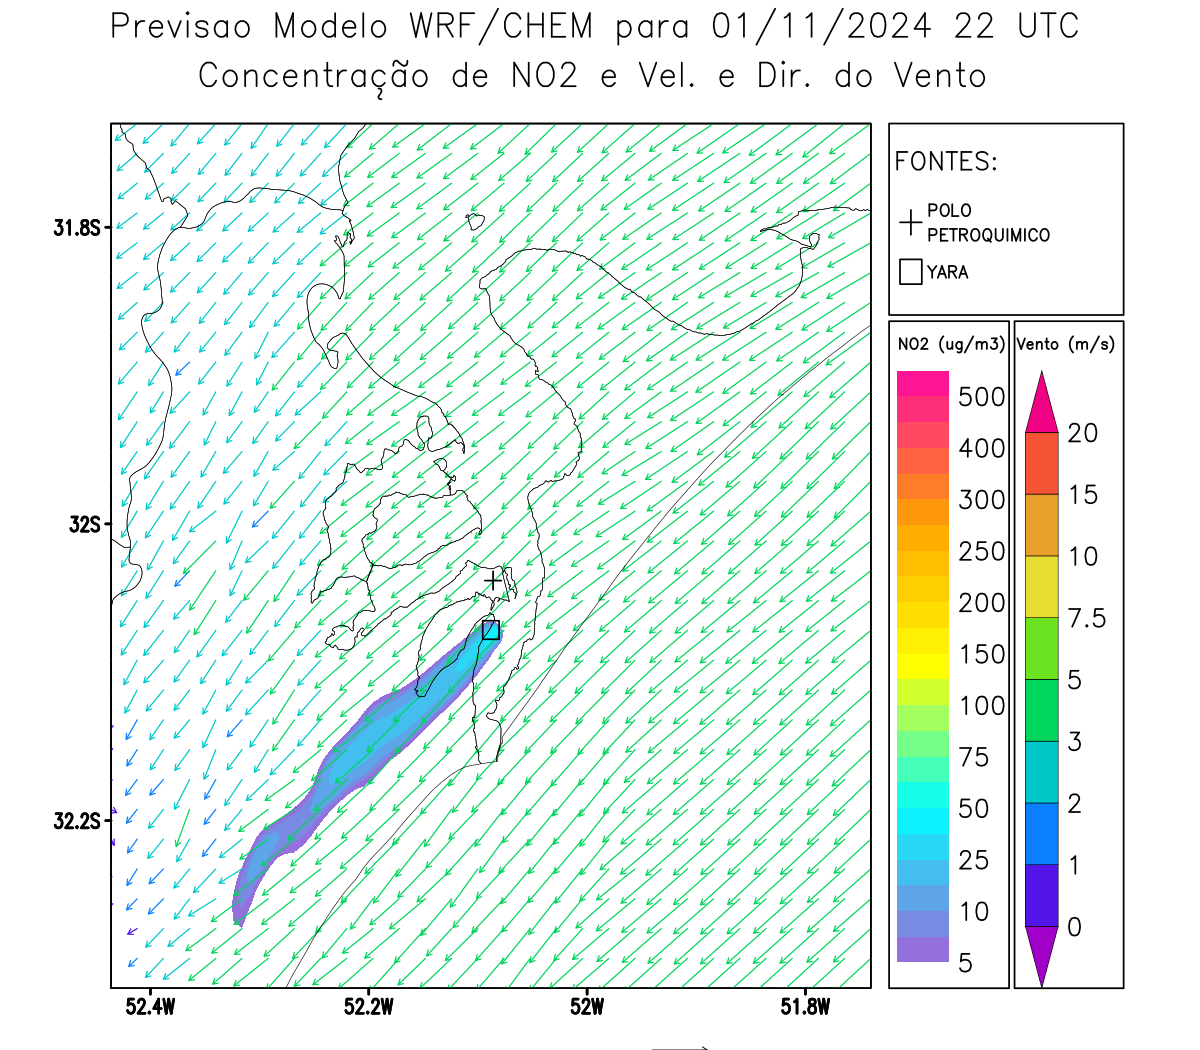 Previsao Modelo WRF/CHEM para 01/11/2024 22 UTC
Concentração de NO2 e Vel. e Dir. do Vento
FONTES:
POLO
PETROQUIMICO
YARA
NO2 (ug/m3)
500
400
300
250
200
150
100
75
50
25
10
5
Vento (m/s)
20
15
10
7.5
5
3
2
1
0
31.8S
32S
32.2S
52.4W
52.2W
52W
51.8W